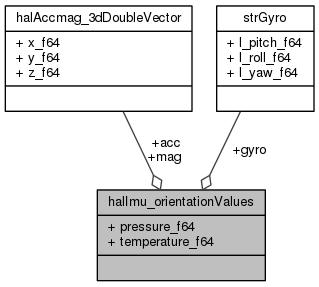 halAccmag_3dDoubleVector
+ x_f64
+ y_f64
+ z_f64
strGyro
+ l_pitch_f64
+ l_roll_f64
+ l_yaw_f64
+acc
+mag
+gyro
halImu_orientationValues
+ pressure_f64
+ temperature_f64